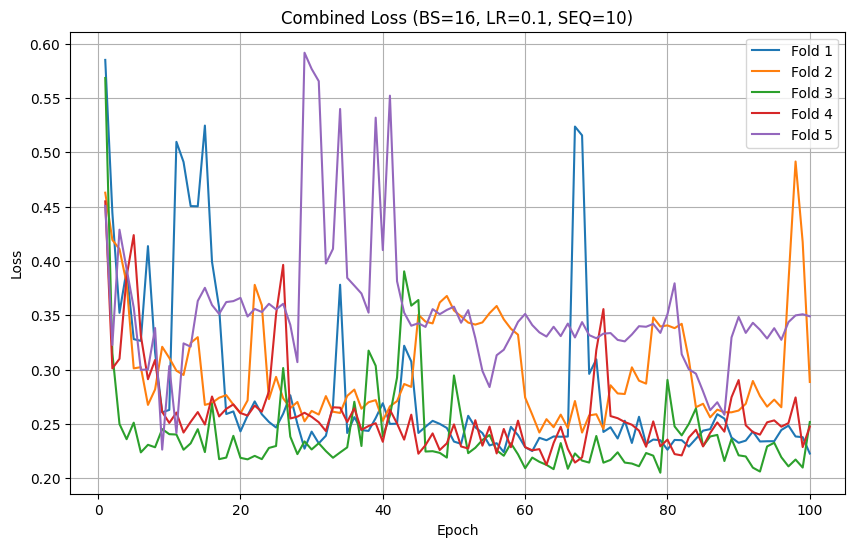 Combined Loss (BS=16, LR=0.1, SEQ=10)
Loss
0.60
0.55
0.50
0.45
0.40
0.35
0.30
0.25
0.20
Fold 1
Fold 2
Fold 3
Fold 4
Fold 5
0 20 40 60 80 100
Epoch